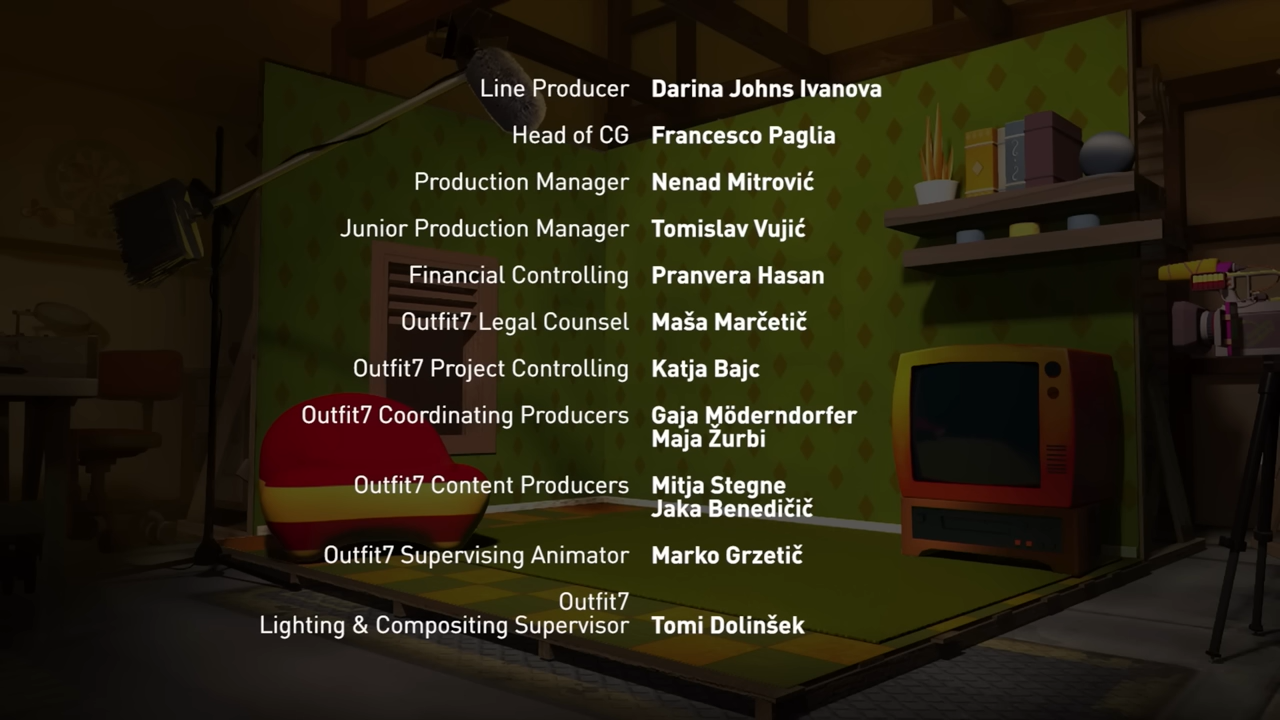 Line Producer Darina Johns Ivanova
Head of CG Francesco Paglia
Production Manager Nenad Mitrović
Junior Production Manager Tomislav Vujić
Financial Controlling Pranvera Hasan
Outfit7 Legal Counsel Maša Marčetič
Outfit7 Project Controlling Katja Bajc
Outfit7 Coordinating Producers Gaja Möderndorfer
Maja Žurbi
Outfit7 Content Producers Mitja Stegne
Jaka Benedičič
Outfit7 Supervising Animator Marko Grzetič
Outfit7
Lighting & Compositing Supervisor Tomi Dolinšek